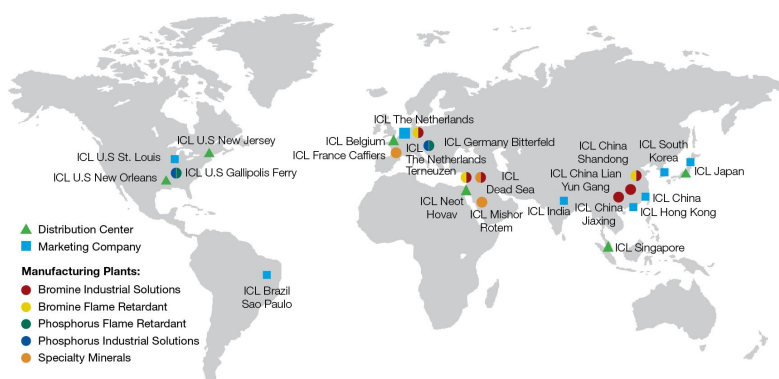 ICL The Netherlands
ICL U.S New Jersey
ICL Belgium
ICL Germany Bitterfeld
ICL China
Shandong
ICL South
Korea
ICL U.S St. Louis
ICL France Caffiers
ICL
The Netherlands
Terneuzen
ICL U.S New Orleans
ICL U.S Gallipolis Ferry
ICL
Dead Sea
ICL China Lian
Yun Gang
ICL Japan
ICL Neot
Hovav
ICL Mishor
Rotem
ICL India
ICL China
Jiaxing
ICL China
ICL Hong Kong
ICL Singapore
ICL Brazil
Sao Paulo
Distribution Center
Marketing Company
Manufacturing Plants:
Bromine Industrial Solutions
Bromine Flame Retardant
Phosphorus Flame Retardant
Phosphorus Industrial Solutions
Specialty Minerals